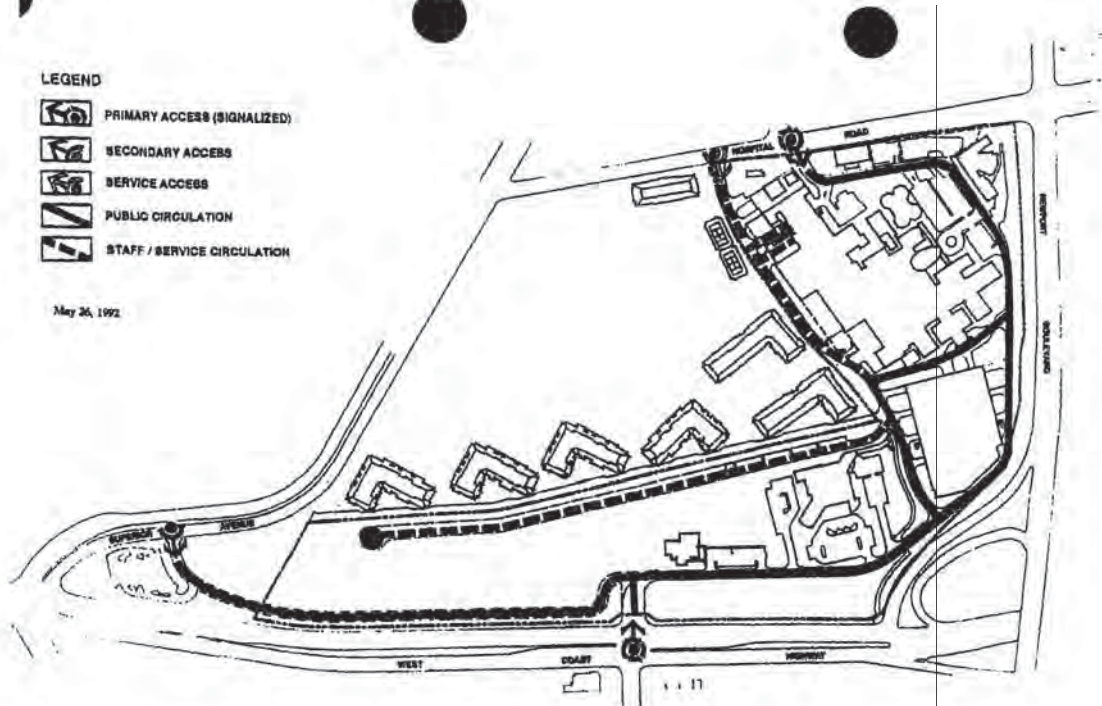 LEGEND
PRIMARY ACCESS (SIGNALIZED)
SECONDARY ACCESS
SERVICE ACCESS
PUBLIC CIRCULATION
STAFF / SERVICE CIRCULATION
May 26, 1992
HOSPITAL ROAD
NEWPORT BOULEVARD
SUPERIOR AVENUE
WEST COAST HIGHWAY